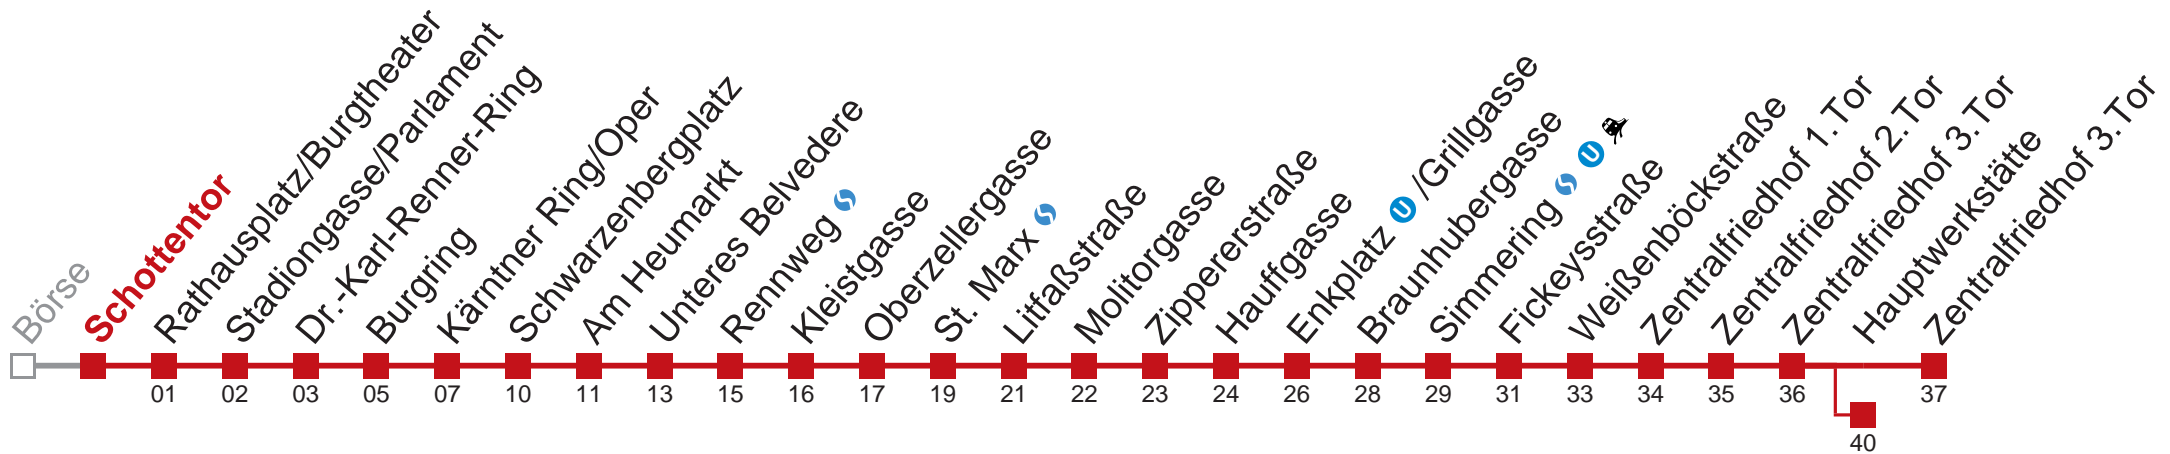 Börse
Schottentor
Rathausplatz/Burgtheater
Stadiongasse/Parlament
Dr.-Karl-Renner-Ring
Burgring
Kärntner Ring/Oper
Schwarzenbergplatz
Am Heumarkt
Unteres Belvedere
Rennweg
Kleistgasse
Oberzellergasse
St. Marx
Litfaßstraße
Molitorgasse
Zippererstraße
Hauffgasse
Enkplatz U /Grillgasse
Braunhubergasse
Simmering U
Fickeysstraße
Weißenböckstraße
Zentralfriedhof 1.Tor
Zentralfriedhof 2.Tor
Zentralfriedhof 3.Tor
Hauptwerkstätte
Zentralfriedhof 3.Tor
01 02 03 05 07 10 11 13 15 16 17 19 21 22 23 24 26 28 29 31 33 34 35 36 37
40